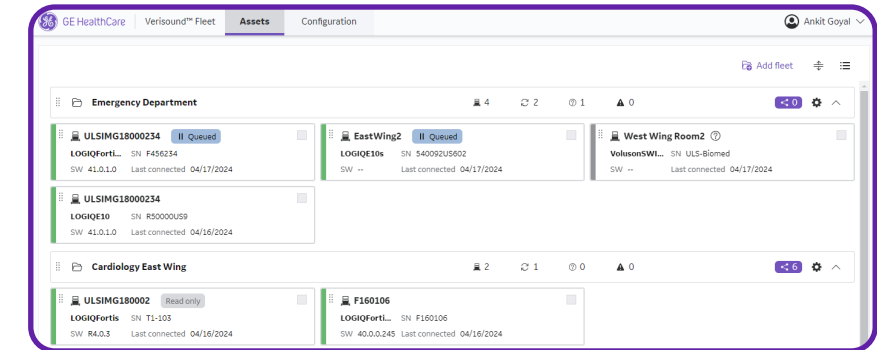 GE HealthCare Verisound™ Fleet Assets Configuration Ankit Goyal
Add fleet
Emergency Department 4 2 1 0 0
ULSIMG18000234 Queued
LOGIQForti... SN F456234
SW 41.0.1.0 Last connected 04/17/2024
EastWing2 Queued
LOGIQE10s SN 540092US602
SW -- Last connected 04/17/2024
West Wing Room2
VolusonSWI... SN ULS-Biomed
SW -- Last connected 04/17/2024
ULSIMG18000234
LOGIQE10 SN R50000US9
SW 41.0.1.0 Last connected 04/16/2024
Cardiology East Wing 2 1 0 0 6
ULSIMG180002 Read only
LOGIQFortis SN T1-103
SW R4.0.3 Last connected 04/16/2024
F160106
LOGIQForti... SN F160106
SW 40.0.0.245 Last connected 04/16/2024